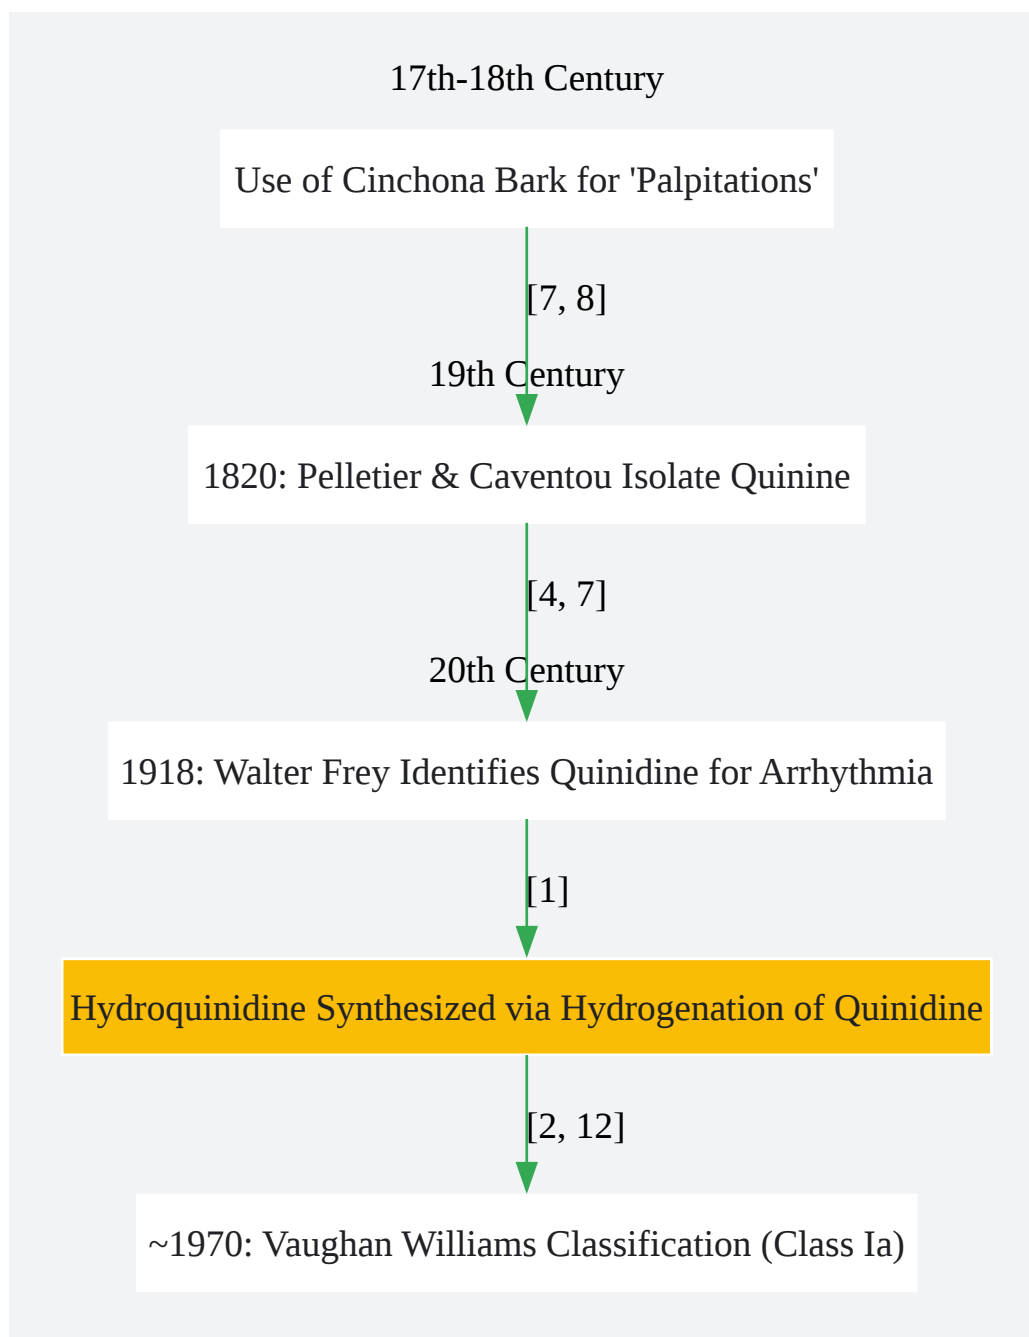 17th-18th Century
Use of Cinchona Bark for 'Palpitations'
[7, 8]
19th Century
1820: Pelletier & Caventou Isolate Quinine
[4, 7]
20th Century
1918: Walter Frey Identifies Quinidine for Arrhythmia
[1]
Hydroquinidine Synthesized via Hydrogenation of Quinidine
[2, 12]
~1970: Vaughan Williams Classification (Class Ia)